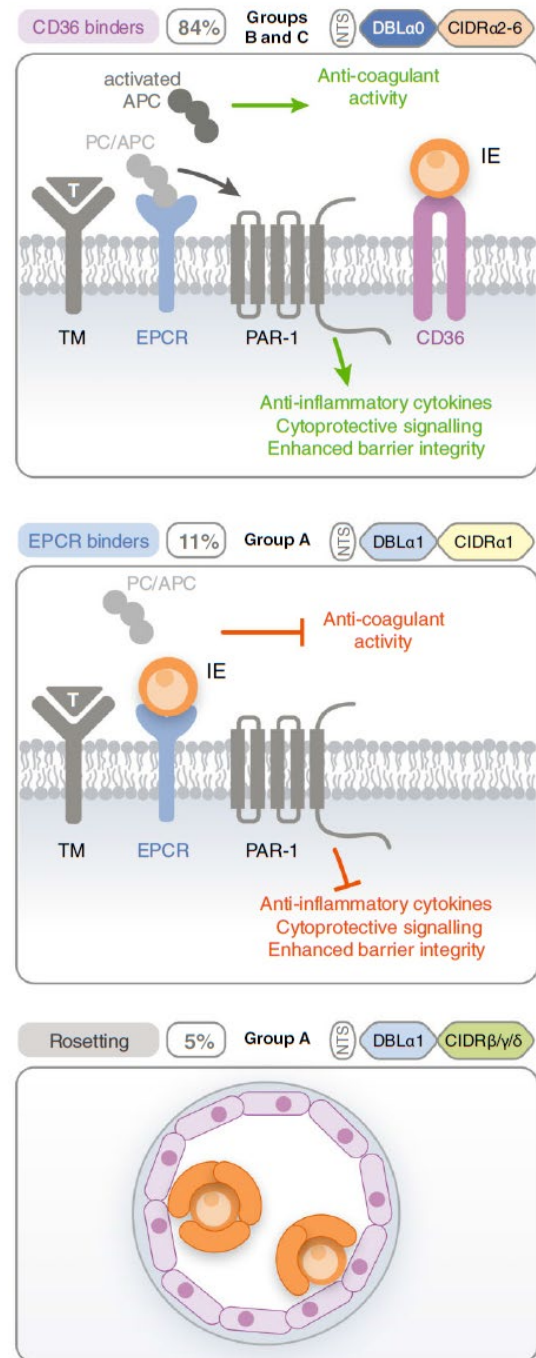 CD36 binders 84% Groups B and C NTS DBLα0 CIDRα2-6
activated APC
Anti-coagulant
activity
PC/APC
IE
T
TM EPCR PAR-1 CD36
Anti-inflammatory cytokines
Cytoprotective signalling
Enhanced barrier integrity
EPCR binders 11% Group A NTS DBLα1 CIDRα1
PC/APC
Anti-coagulant
activity
IE
T
TM EPCR PAR-1
Anti-inflammatory cytokines
Cytoprotective signalling
Enhanced barrier integrity
Rosetting 5% Group A NTS DBLα1 CIDRβ/γ/δ